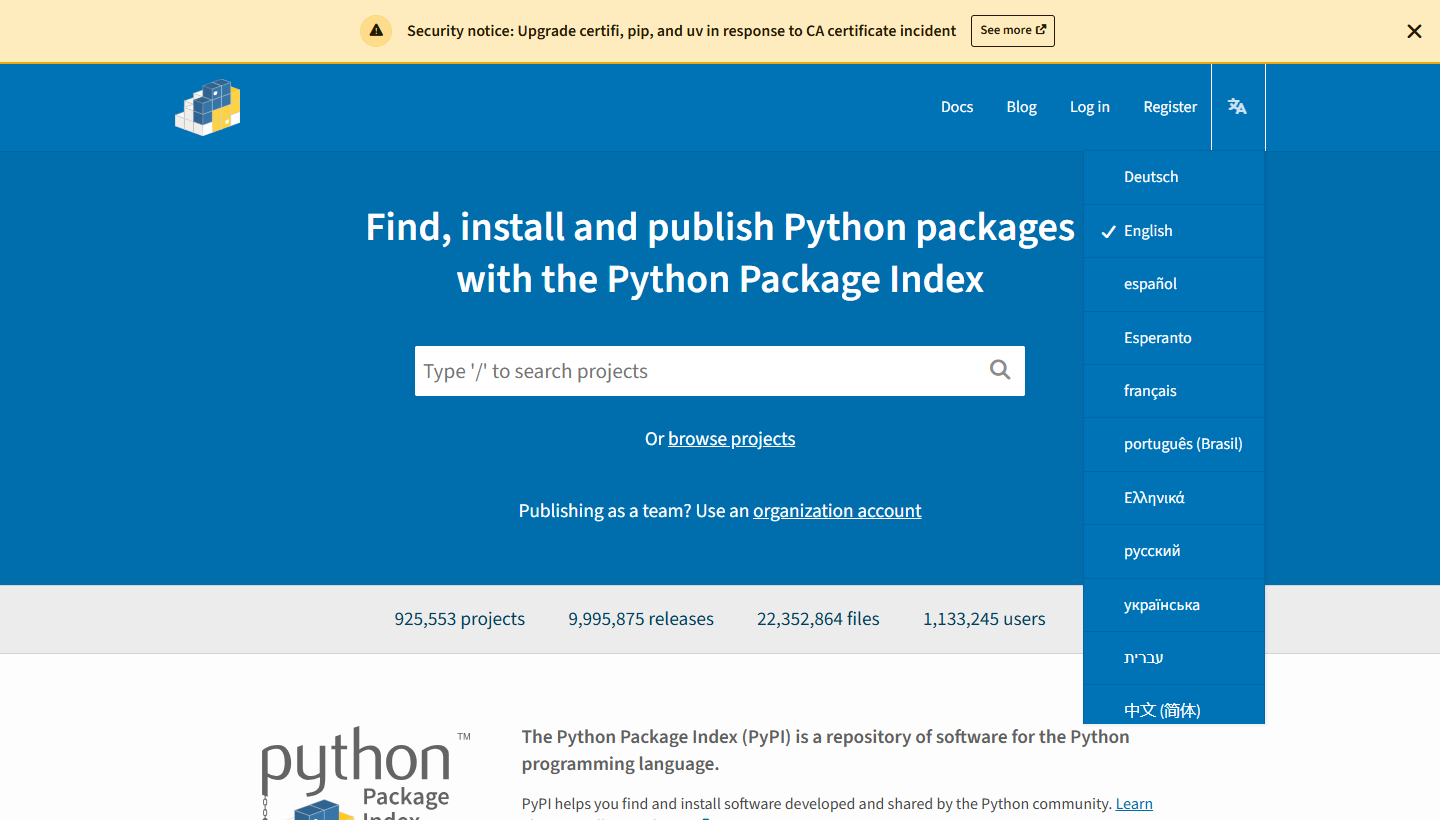 Security notice: Upgrade certifi, pip, and uv in response to CA certificate incident
See more
Docs
Blog
Log in
Register
Deutsch
English
español
Esperanto
français
português (Brasil)
Ελληνικά
русский
українська
עברית
中文 (简体)
Find, install and publish Python packages
with the Python Package Index
Type '/' to search projects
Or browse projects
Publishing as a team? Use an organization account
925,553 projects
9,995,875 releases
22,352,864 files
1,133,245 users
python™
Package
Index
The Python Package Index (PyPI) is a repository of software for the Python
programming language.
PyPI helps you find and install software developed and shared by the Python community. Learn